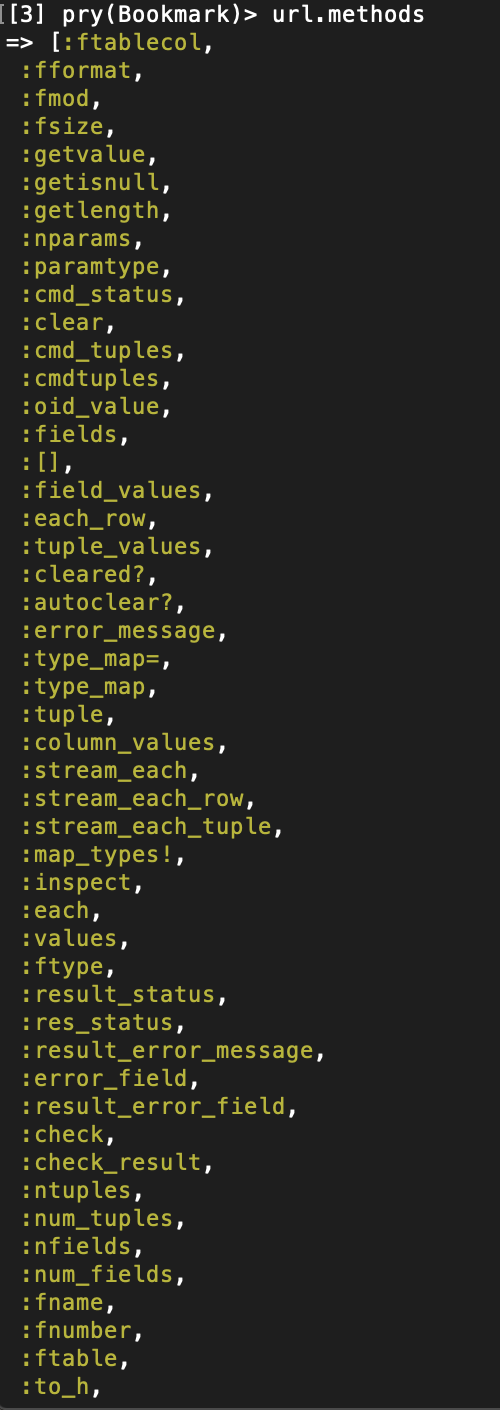 [[3] pry(Bookmark)> url.methods
=> [:ftablecol,
:fformat,
:fmod,
:fsize,
:getvalue,
:getisnull,
:getlength,
:nparams,
:paramtype,
:cmd_status,
:clear,
:cmd_tuples,
:cmdtuples,
:oid_value,
:fields,
:[],
:field_values,
:each_row,
:tuple_values,
:cleared?,
:autoclear?,
:error_message,
:type_map=,
:type_map,
:tuple,
:column_values,
:stream_each,
:stream_each_row,
:stream_each_tuple,
:map_types!,
:inspect,
:each,
:values,
:ftype,
:result_status,
:res_status,
:result_error_message,
:error_field,
:result_error_field,
:check,
:check_result,
:ntuples,
:num_tuples,
:nfields,
:num_fields,
:fname,
:fnumber,
:ftable,
:to_h,